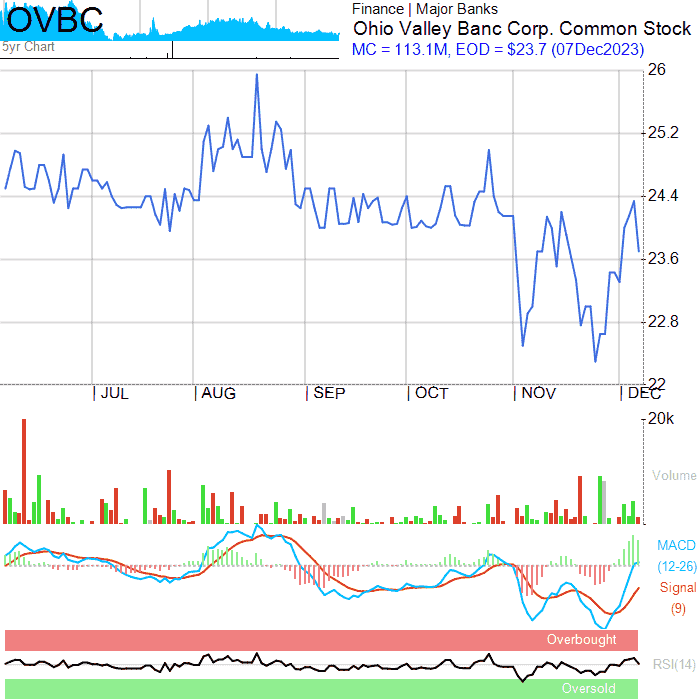 OVBC
5yr Chart
Finance | Major Banks
Ohio Valley Banc Corp. Common Stock
MC = 113.1M, EOD = $23.7 (07Dec2023)
26
25.2
24.4
23.6
22.8
22
JUL AUG SEP OCT NOV DEC
20k
Volume
MACD
(12-26)
Signal
(9)
Overbought
RSI(14)
Oversold